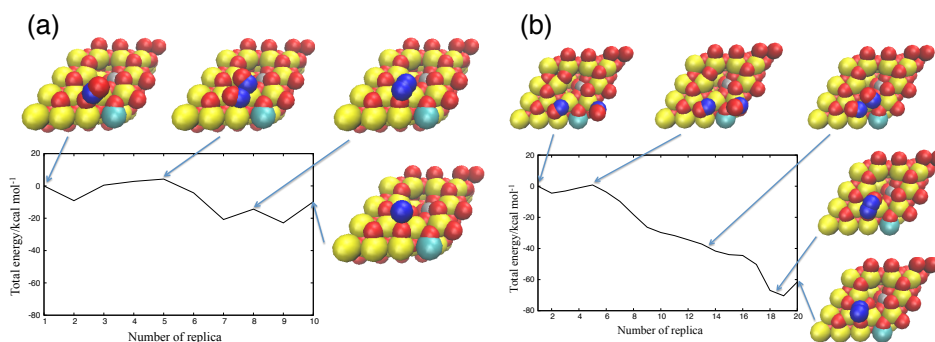 (a)
(b)
20
0
-20
-40
-60
-80
Total energy/kcal mol⁻¹
1 2 3 4 5 6 7 8 9 10
Number of replica
20
0
-20
-40
-60
-80
Total energy/kcal mol⁻¹
2 4 6 8 10 12 14 16 18 20
Number of replica